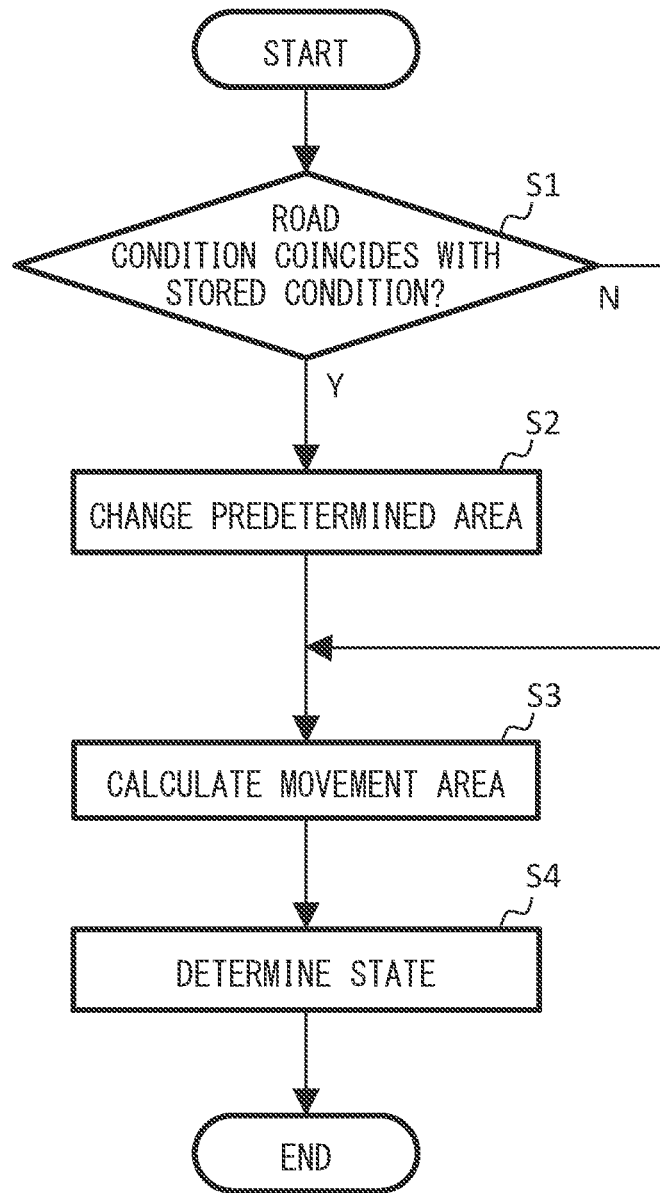 START
S1
ROAD
CONDITION COINCIDES WITH
STORED CONDITION?
N
Y
S2
CHANGE PREDETERMINED AREA
S3
CALCULATE MOVEMENT AREA
S4
DETERMINE STATE
END